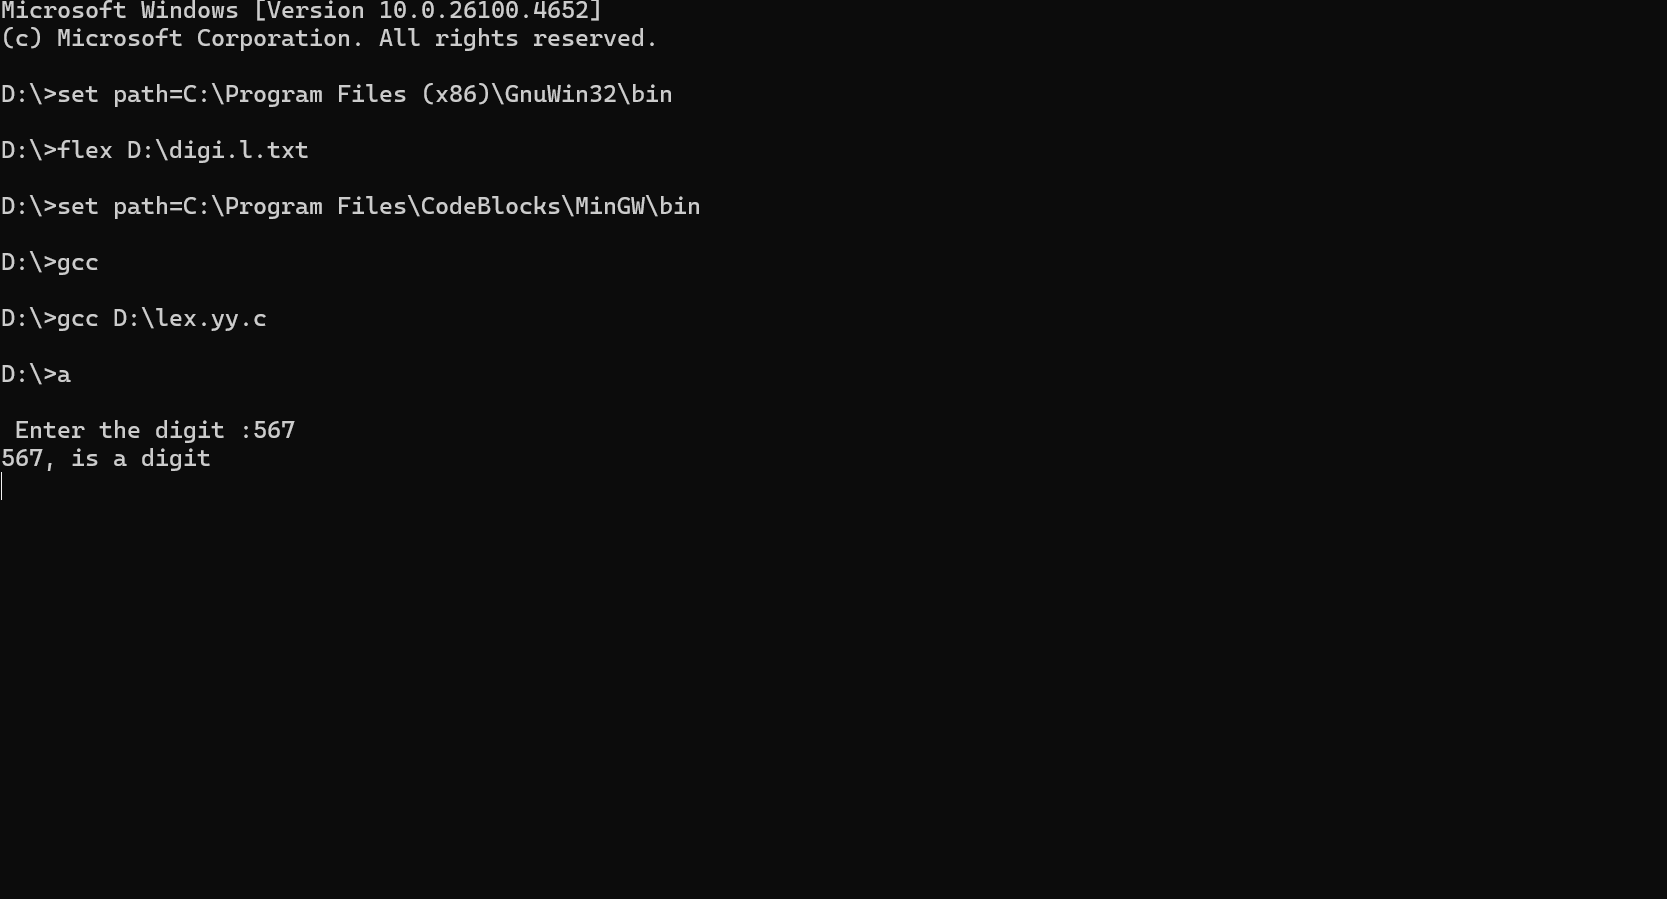 Microsoft Windows [Version 10.0.26100.4652]
(c) Microsoft Corporation. All rights reserved.
D:\>set path=C:\Program Files (x86)\GnuWin32\bin
D:\>flex D:\digi.l.txt
D:\>set path=C:\Program Files\CodeBlocks\MinGW\bin
D:\>gcc
D:\>gcc D:\lex.yy.c
D:\>a
Enter the digit :567
567, is a digit